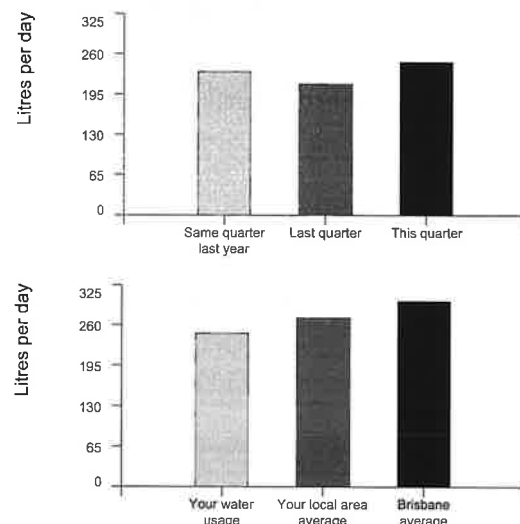 Litres per day
325
260
195
130
65
0
Same quarter
last year
Last quarter
This quarter
Litres per day
325
260
195
130
65
0
Your water
usage
Your local area
average
Brisbane
average